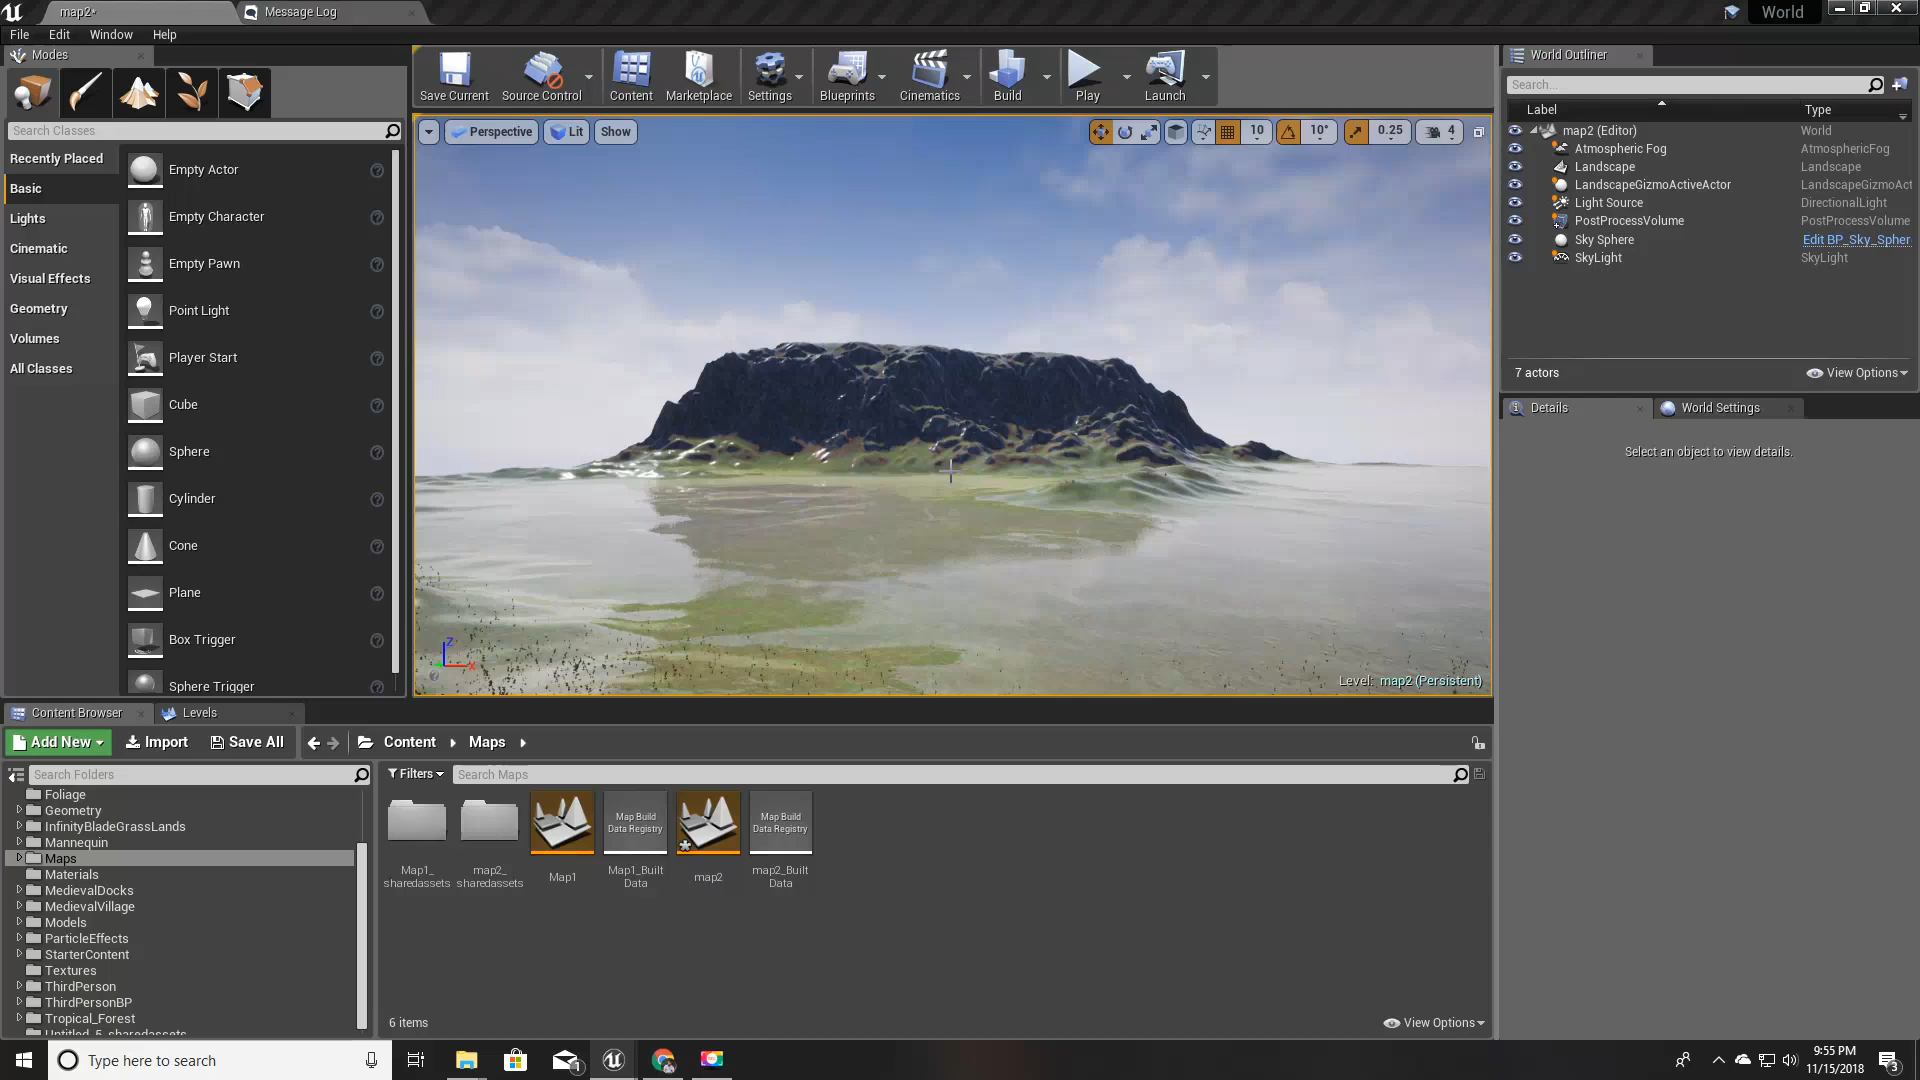 map2*
Message Log
World
File Edit Window Help
Modes
Search Classes
Recently Placed
Basic
Lights
Cinematic
Visual Effects
Geometry
Volumes
All Classes
Empty Actor
Empty Character
Empty Pawn
Point Light
Player Start
Cube
Sphere
Cylinder
Cone
Plane
Box Trigger
Sphere Trigger
Save Current
Source Control
Content
Marketplace
Settings
Blueprints
Cinematics
Build
Play
Launch
Perspective
Lit
Show
10
10°
0.25
4
Z
X
Level: map2 (Persistent)
World Outliner
Search...
Label Type
map2 (Editor) World
Atmospheric Fog AtmosphericFog
Landscape Landscape
LandscapeGizmoActiveActor LandscapeGizmoAct
Light Source DirectionalLight
PostProcessVolume PostProcessVolume
Sky Sphere Edit BP_Sky_Spher
SkyLight SkyLight
7 actors
View Options
Details
World Settings
Select an object to view details.
Content Browser
Levels
Add New
Import
Save All
Content
Maps
Search Folders
Foliage
Geometry
InfinityBladeGrassLands
Mannequin
Maps
Materials
MedievalDocks
MedievalVillage
Models
ParticleEffects
StarterContent
Textures
ThirdPerson
ThirdPersonBP
Tropical_Forest
Untitled_5_sharedassets
Filters
Search Maps
Map1_
sharedassets
map2_
sharedassets
Map1
Map Build
Data Registry
Map1_Built
Data
map2
Map Build
Data Registry
map2_Built
Data
6 items
View Options
Type here to search
1
9:55 PM
11/15/2018
3